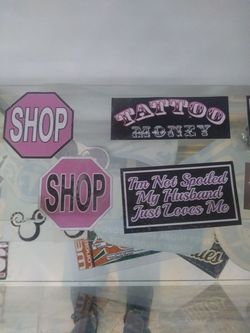 SHOP
TATTOO
MONEY
SHOP
I'm Not Spoiled
My Husband
Just Loves Me